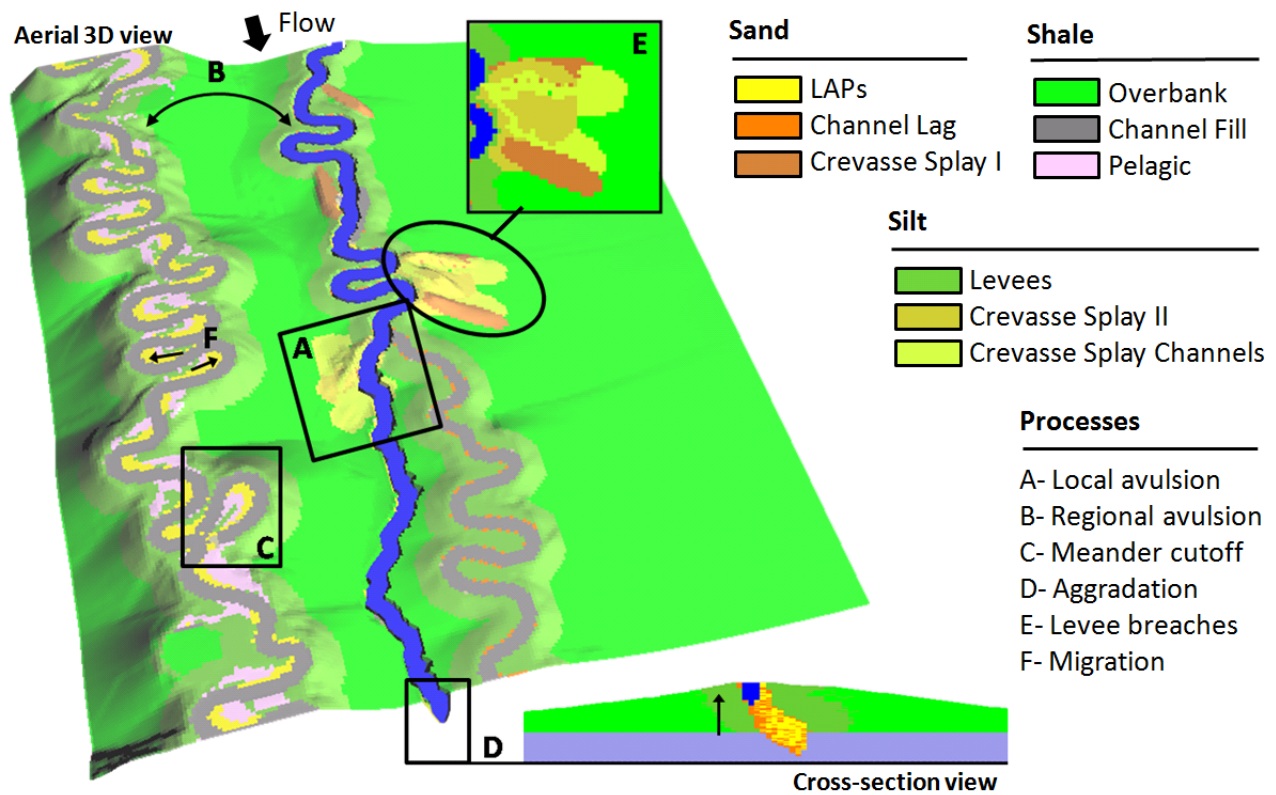 Flow
Aerial 3D view
B
E
A
F
C
D
Cross-section view
Sand
LAPs
Channel Lag
Crevasse Splay I
Shale
Overbank
Channel Fill
Pelagic
Silt
Levees
Crevasse Splay II
Crevasse Splay Channels
Processes
A- Local avulsion
B- Regional avulsion
C- Meander cutoff
D- Aggradation
E- Levee breaches
F- Migration